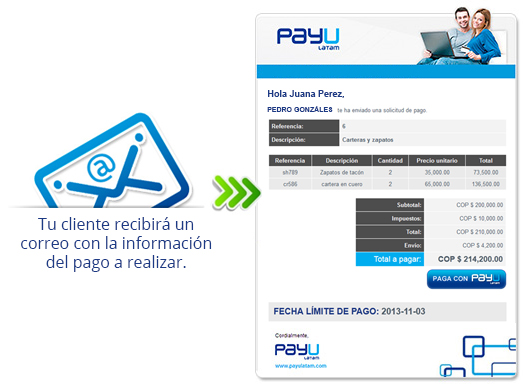 Tu cliente recibirá un
correo con la información
del pago a realizar.
PayU
LATAM
Hola Juana Perez,
PEDRO GONZÁLES te ha enviado una solicitud de pago.
Referencia: 6
Descripción: Carteras y zapatos
Referencia Descripción Cantidad Precio unitario Total
sh789 Zapatos de tacón 2 35,000.00 73,500.00
cr586 cartera en cuero 2 65,000.00 136,500.00
Subtotal: COP $ 200,000.00
Impuestos: COP $ 10,000.00
Total: COP $ 210,000.00
Envío: COP $ 4,200.00
Total a pagar: COP $ 214,200.00
PAGA CON PayU
LATAM
FECHA LÍMITE DE PAGO: 2013-11-03
Cordialmente,
PayU
LATAM
www.payulatam.com